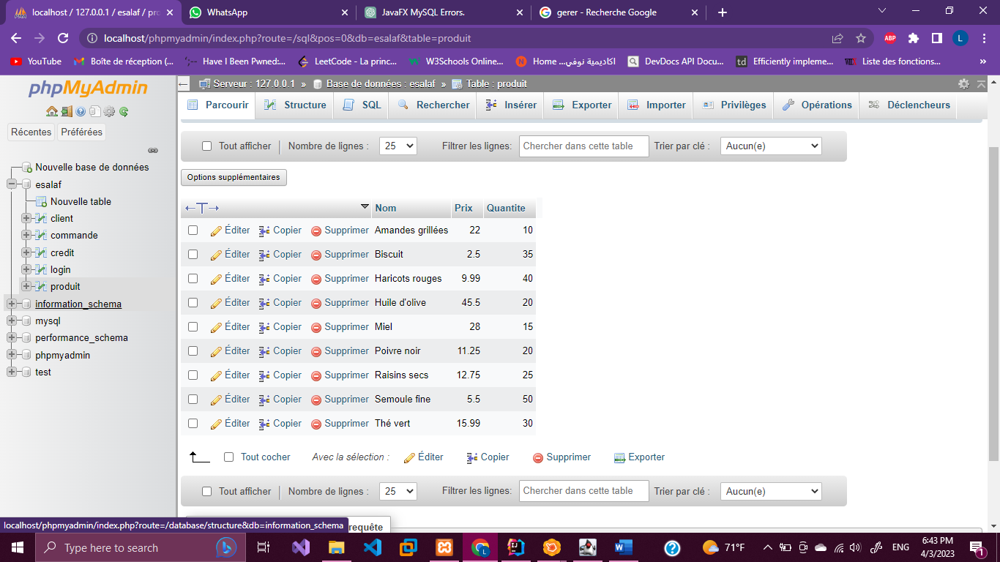 localhost / 127.0.0.1 / esalaf / pro
WhatsApp
JavaFX MySQL Errors.
gerer - Recherche Google
localhost/phpmyadmin/index.php?route=/sql&pos=0&db=esalaf&table=produit
ABP
L
YouTube
Boîte de réception (...
Have I Been Pwned:...
LeetCode - La princ...
W3Schools Online...
Home ...اكاديمية نوفي
DevDocs API Docu...
td Efficiently impleme...
Liste des fonctions...
»
phpMyAdmin
Récentes Préférées
Nouvelle base de données
esalaf
Nouvelle table
client
commande
credit
login
produit
information_schema
mysql
performance_schema
phpmyadmin
test
Serveur : 127.0.0.1 » Base de données : esalaf » Table : produit
Parcourir Structure SQL Rechercher Insérer Exporter Importer Privilèges Opérations Déclencheurs
Tout afficher Nombre de lignes : 25 Filtrer les lignes: Chercher dans cette table Trier par clé : Aucun(e)
Options supplémentaires
←T→ Nom Prix Quantite
Éditer Copier Supprimer Amandes grillées 22 10
Éditer Copier Supprimer Biscuit 2.5 35
Éditer Copier Supprimer Haricots rouges 9.99 40
Éditer Copier Supprimer Huile d'olive 45.5 20
Éditer Copier Supprimer Miel 28 15
Éditer Copier Supprimer Poivre noir 11.25 20
Éditer Copier Supprimer Raisins secs 12.75 25
Éditer Copier Supprimer Semoule fine 5.5 50
Éditer Copier Supprimer Thé vert 15.99 30
Tout cocher Avec la sélection : Éditer Copier Supprimer Exporter
Tout afficher Nombre de lignes : 25 Filtrer les lignes: Chercher dans cette table Trier par clé : Aucun(e)
requête
localhost/phpmyadmin/index.php?route=/database/structure&db=information_schema
Type here to search
71°F
ENG
6:43 PM
4/3/2023
1